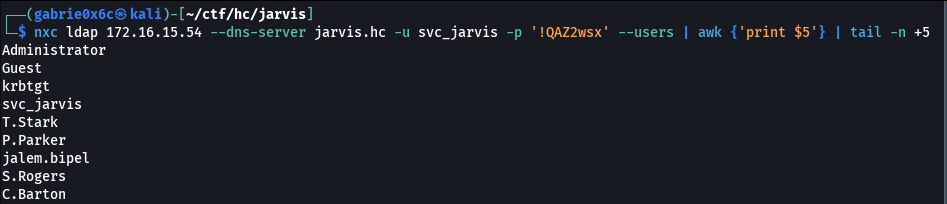 ┌──(gabrie0x6c㉿kali)-[~/ctf/hc/jarvis]
└─$ nxc ldap 172.16.15.54 --dns-server jarvis.hc -u svc_jarvis -p '!QAZ2wsx' --users | awk {'print $5'} | tail -n +5
Administrator
Guest
krbtgt
svc_jarvis
T.Stark
P.Parker
jalem.bipel
S.Rogers
C.Barton